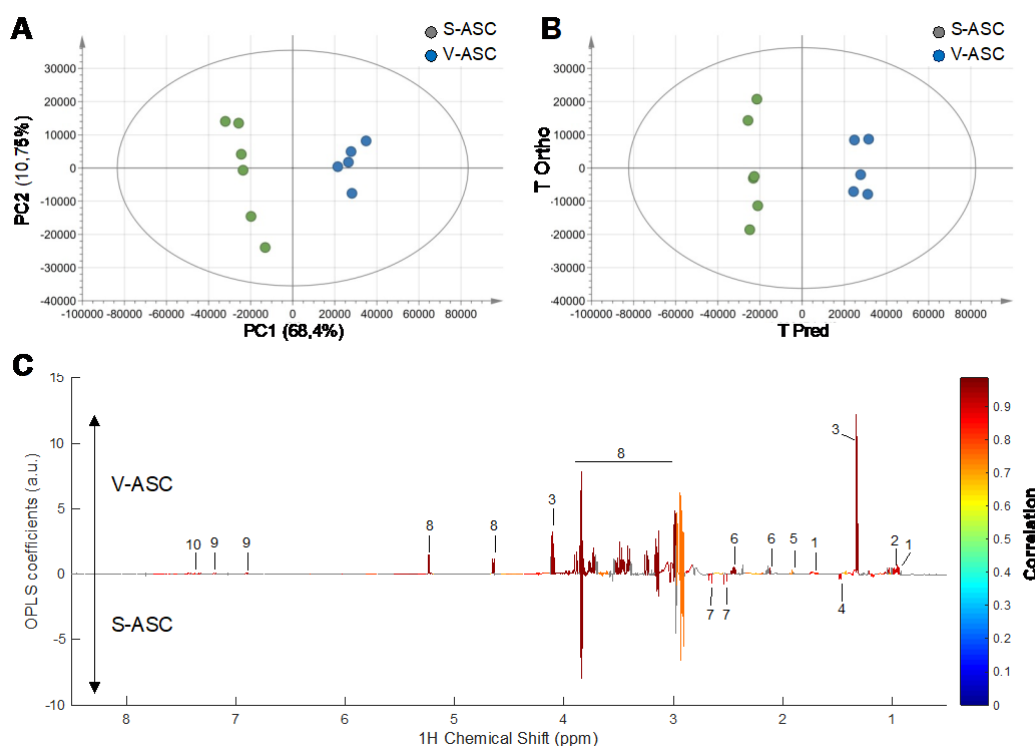 A
S-ASC
V-ASC
30000
20000
10000
0
-10000
-20000
-30000
-40000
PC2 (10,75%)
-100000 -80000 -60000 -40000 -20000 0 20000 40000 60000 80000
PC1 (68,4%)
B
S-ASC
V-ASC
30000
20000
10000
0
-10000
-20000
-30000
-40000
T Ortho
-100000 -80000 -60000 -40000 -20000 0 20000 40000 60000 80000
T Pred
C
15
10
5
0
-5
-10
OPLS coefficients (a.u.)
V-ASC
S-ASC
10
9
9
8
8
3
8
6
6
5
1
3
2
1
7
7
4
8 7 6 5 4 3 2 1
1H Chemical Shift (ppm)
0.9
0.8
0.7
0.6
0.5
0.4
0.3
0.2
0.1
0
Correlation